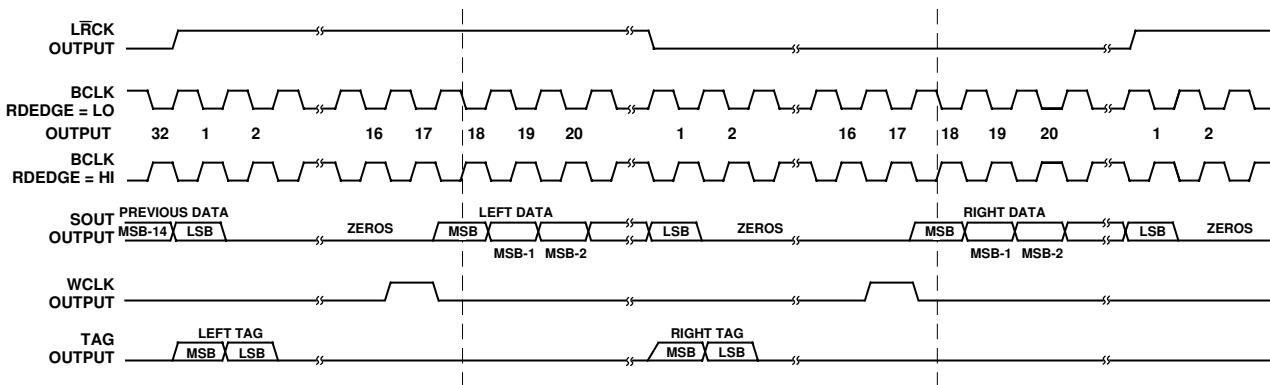 LRCK
OUTPUT
BCLK
RDEDGE = LO
OUTPUT 32 1 2 16 17 18 19 20 1 2 16 17 18 19 20 1 2
BCLK
RDEDGE = HI
PREVIOUS DATA LEFT DATA RIGHT DATA
SOUT
OUTPUT
MSB-14 LSB ZEROS MSB LSB ZEROS MSB LSB ZEROS
MSB-1 MSB-2 MSB-1 MSB-2
WCLK
OUTPUT
LEFT TAG RIGHT TAG
TAG
OUTPUT
MSB LSB MSB LSB